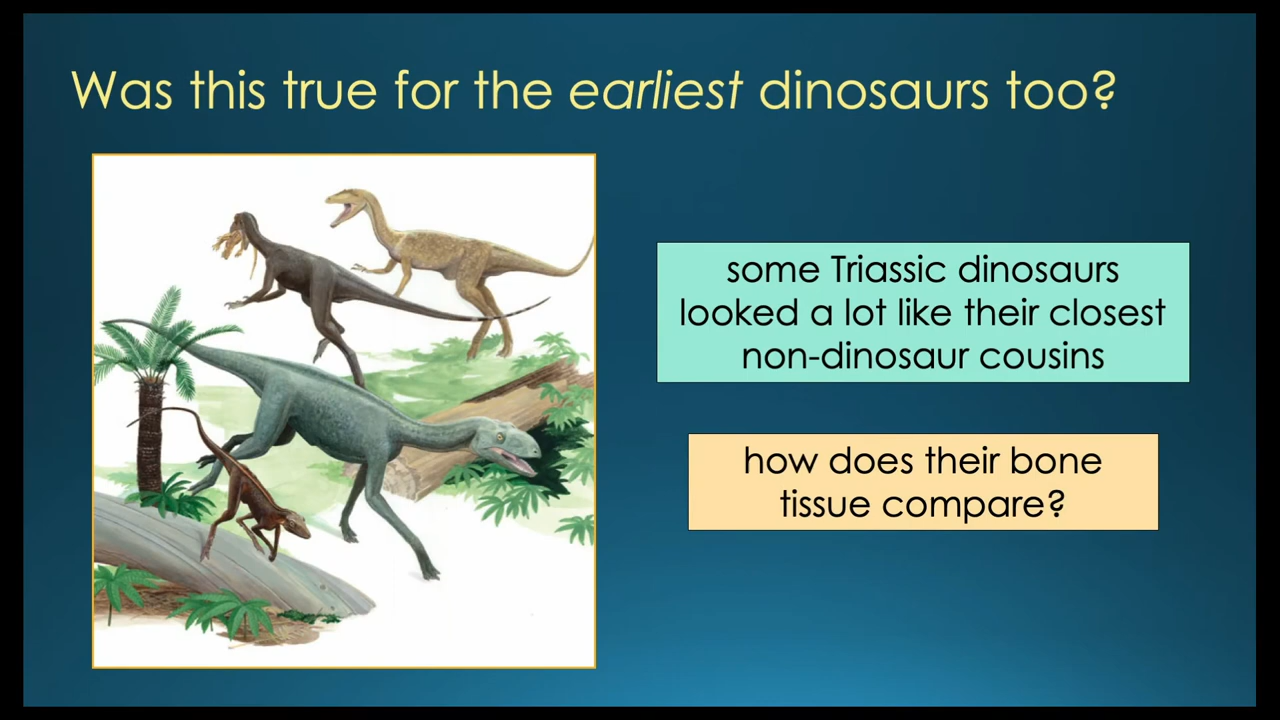 Was this true for the earliest dinosaurs too?
some Triassic dinosaurs
looked a lot like their closest
non-dinosaur cousins
how does their bone
tissue compare?